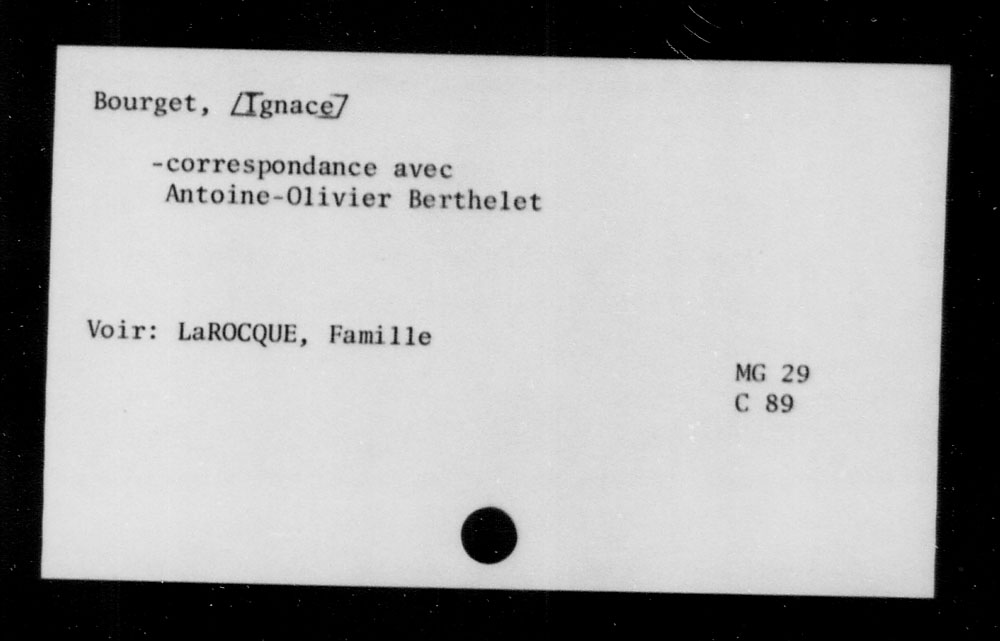 Bourget, [Ignace]
-correspondance avec
Antoine-Olivier Berthelet
Voir: LaROCQUE, Famille
MG 29
C 89